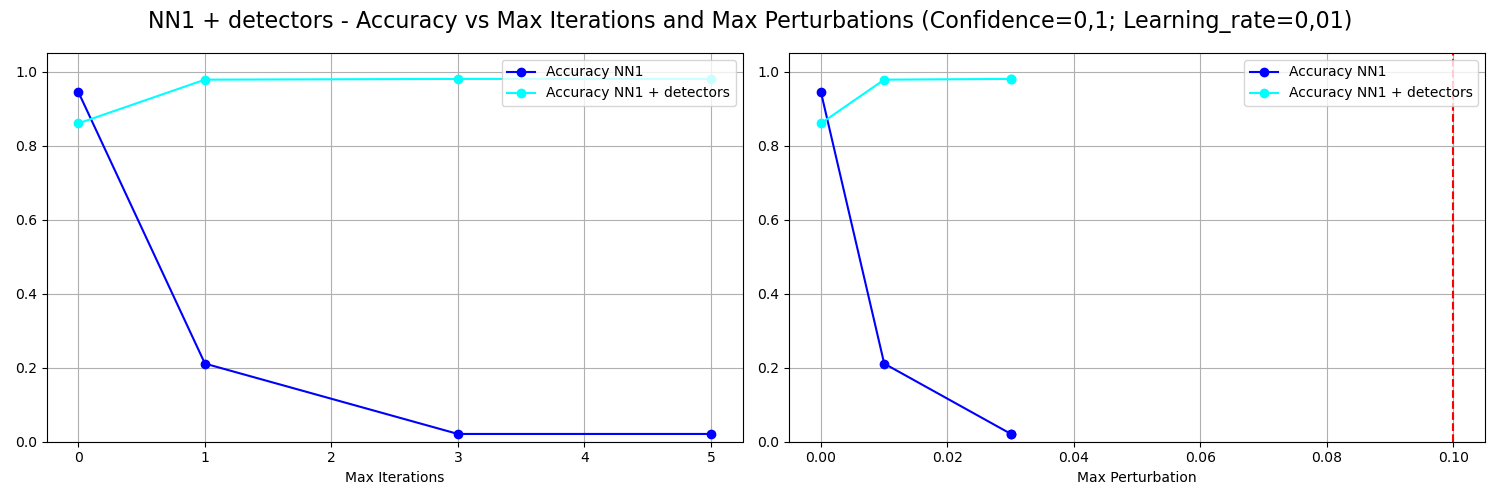 NN1 + detectors - Accuracy vs Max Iterations and Max Perturbations (Confidence=0,1; Learning_rate=0,01)
1.0
0.8
0.6
0.4
0.2
0.0
0 1 2 3 4 5
Max Iterations
Accuracy NN1
Accuracy NN1 + detectors
1.0
0.8
0.6
0.4
0.2
0.0
0.00 0.02 0.04 0.06 0.08 0.10
Max Perturbation
Accuracy NN1
Accuracy NN1 + detectors